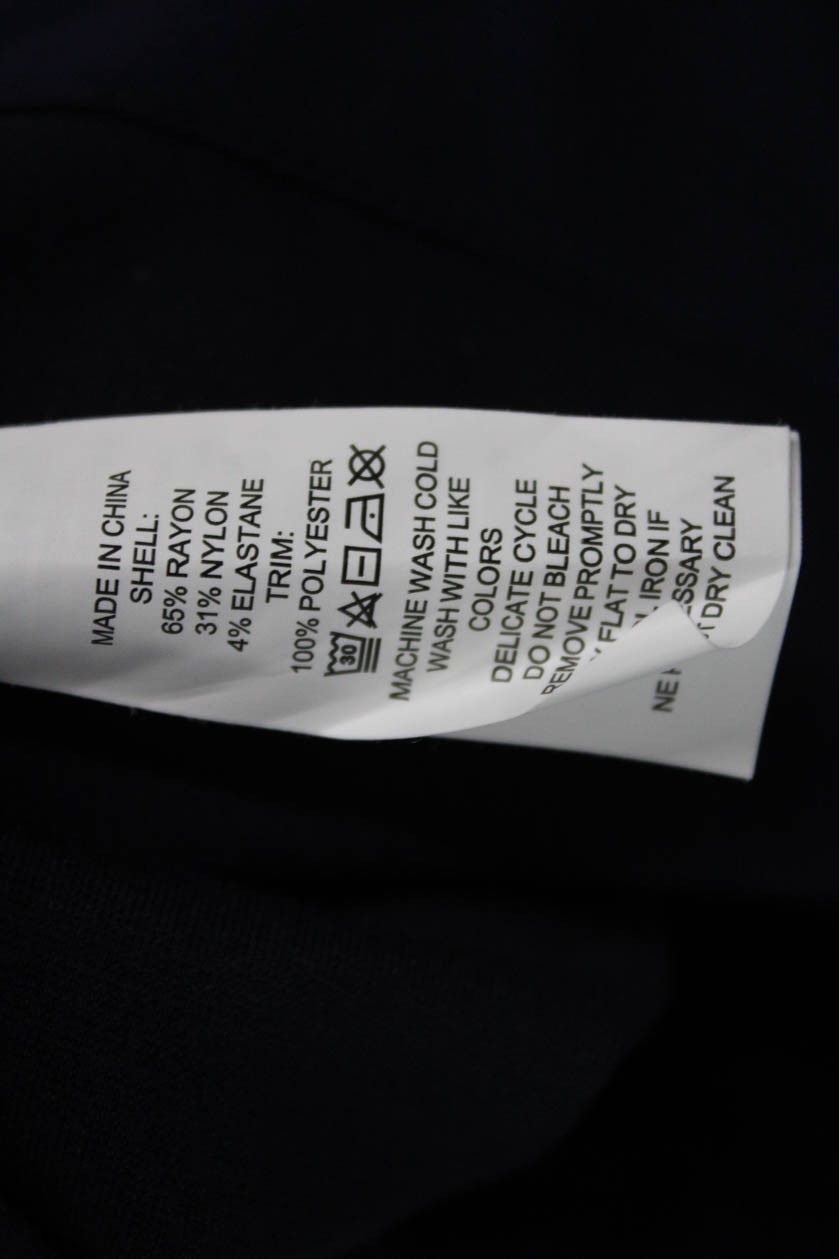 MADE IN CHINA
SHELL:
65% RAYON
31% NYLON
4% ELASTANE
TRIM:
100% POLYESTER
30
MACHINE WASH COLD
WASH WITH LIKE
COLORS
DELICATE CYCLE
DO NOT BLEACH
REMOVE PROMPTLY
FLAT TO DRY
IRON IF
DRY CLEAN